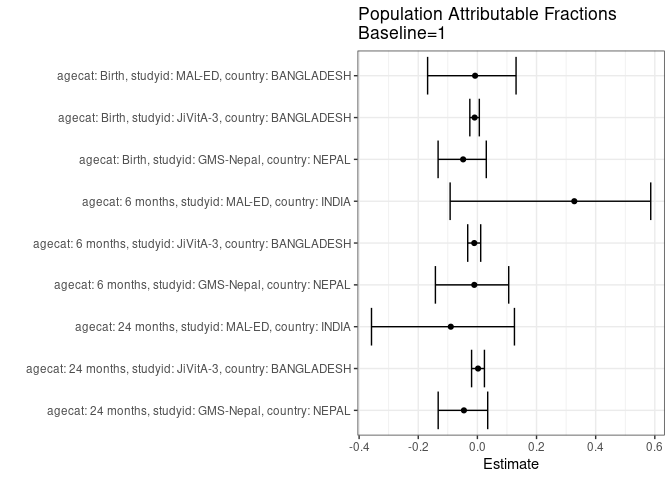 Population Attributable Fractions
Baseline=1
agecat: Birth, studyid: MAL-ED, country: BANGLADESH
agecat: Birth, studyid: JiVitA-3, country: BANGLADESH
agecat: Birth, studyid: GMS-Nepal, country: NEPAL
agecat: 6 months, studyid: MAL-ED, country: INDIA
agecat: 6 months, studyid: JiVitA-3, country: BANGLADESH
agecat: 6 months, studyid: GMS-Nepal, country: NEPAL
agecat: 24 months, studyid: MAL-ED, country: INDIA
agecat: 24 months, studyid: JiVitA-3, country: BANGLADESH
agecat: 24 months, studyid: GMS-Nepal, country: NEPAL
-0.4 -0.2 0.0 0.2 0.4 0.6
Estimate